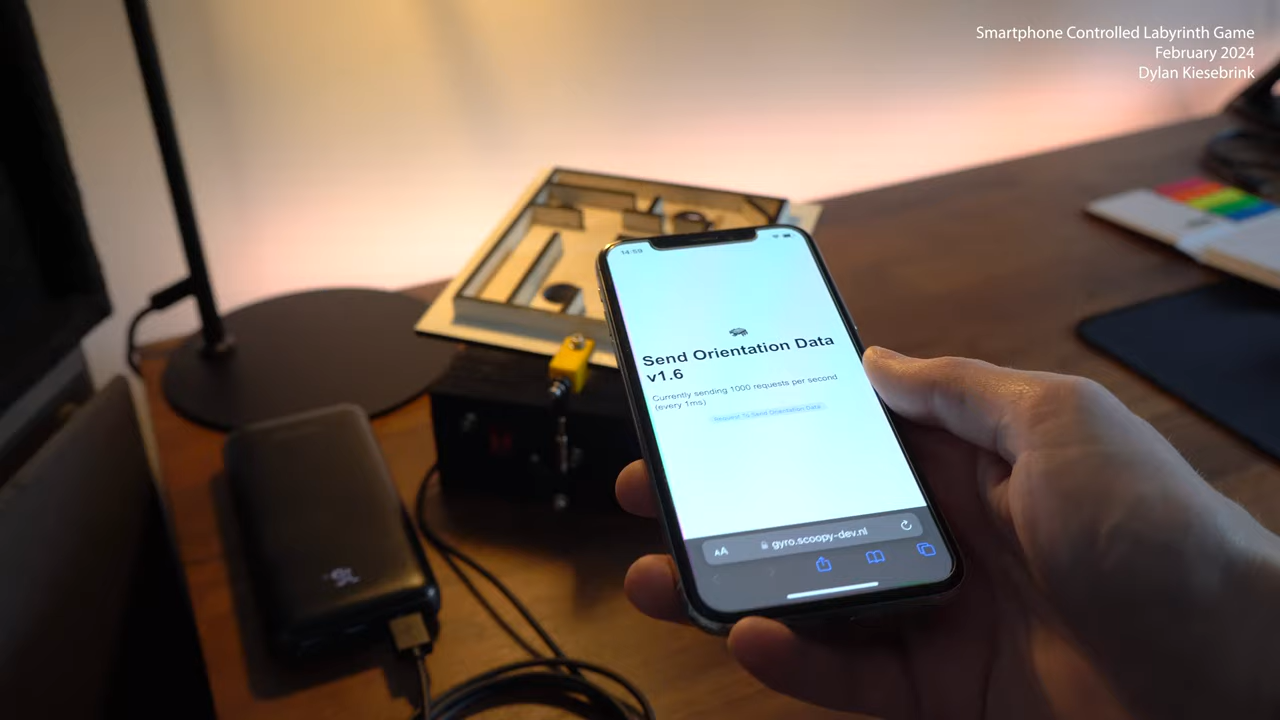 Smartphone Controlled Labyrinth Game
February 2024
Dylan Kiesebrink
14:59
Send Orientation Data
v1.6
Currently sending 1000 requests per second
(every 1ms)
Request To Send Orientation Data
AA
gyro.scoopy-dev.nl